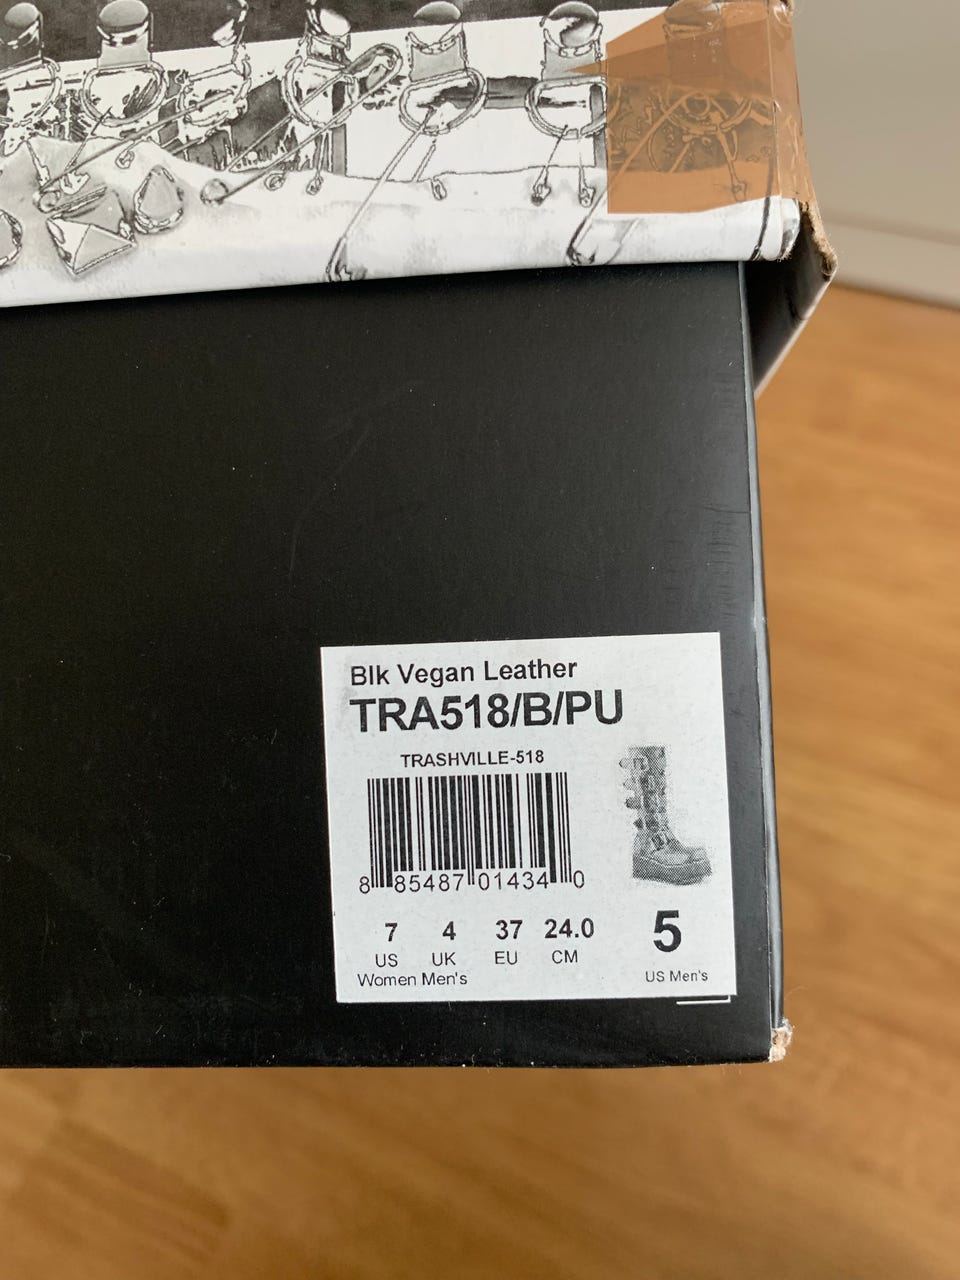 Blk Vegan Leather
TRA518/B/PU
TRASHVILLE-518
8 85487 01434 0
7 4 37 24.0 5
US UK EU CM
Women Men's US Men's